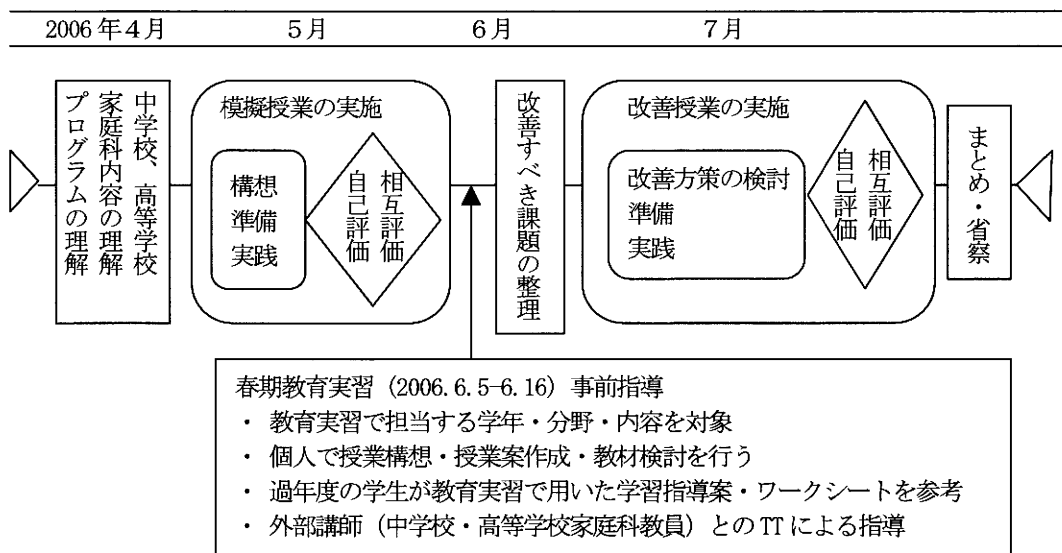 2006年4月
5月
6月
7月
中学校、高等学校
家庭科内容の理解
プログラムの理解
模擬授業の実施
構想
準備
実践
相互評価
自己評価
改善すべき課題の整理
改善授業の実施
改善方策の検討
準備
実践
相互評価
自己評価
まとめ・省察
春期教育実習（2006.6.5-6.16）事前指導
・ 教育実習で担当する学年・分野・内容を対象
・ 個人で授業構想・授業案作成・教材検討を行う
・ 過年度の学生が教育実習で用いた学習指導案・ワークシートを参考
・ 外部講師（中学校・高等学校家庭科教員）とのTTによる指導